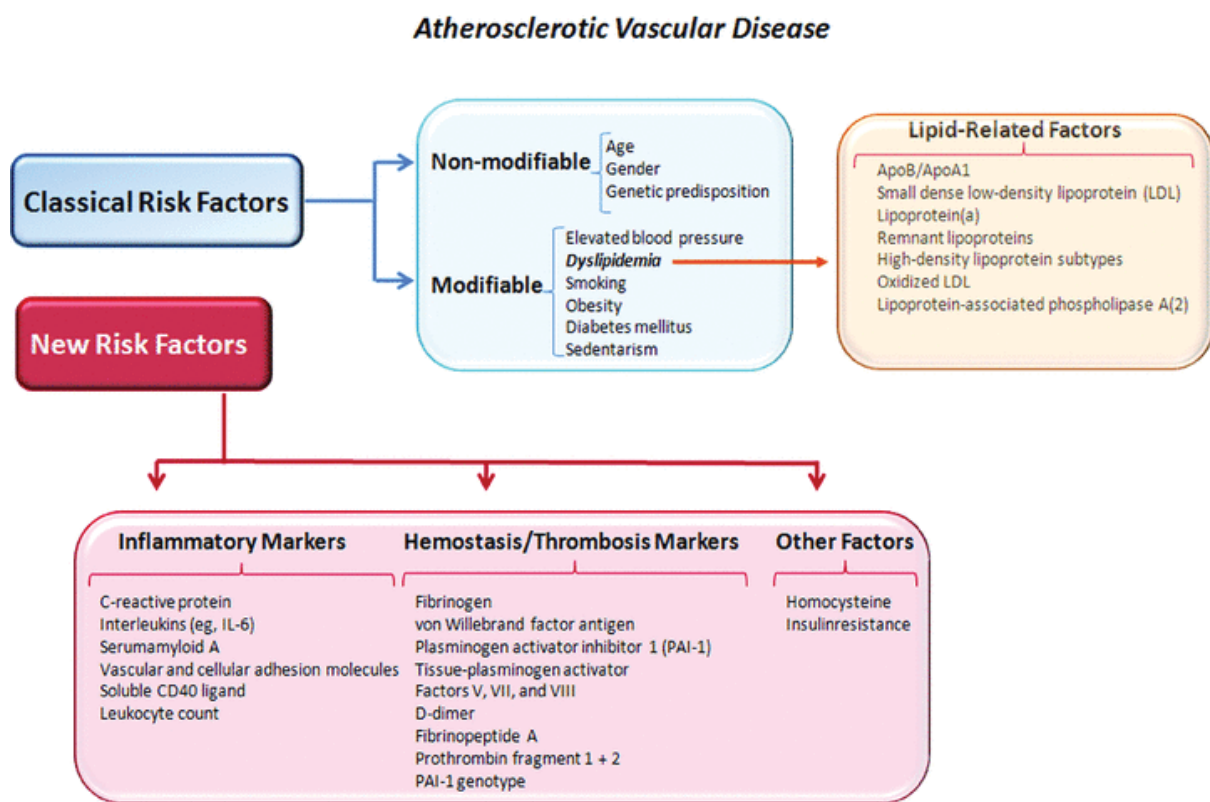 Atherosclerotic Vascular Disease
Classical Risk Factors
Non-modifiable
Age
Gender
Genetic predisposition
Modifiable
Elevated blood pressure
Dyslipidemia
Smoking
Obesity
Diabetes mellitus
Sedentarism
Lipid-Related Factors
ApoB/ApoA1
Small dense low-density lipoprotein (LDL)
Lipoprotein(a)
Remnant lipoproteins
High-density lipoprotein subtypes
Oxidized LDL
Lipoprotein-associated phospholipase A(2)
New Risk Factors
Inflammatory Markers
C-reactive protein
Interleukins (eg, IL-6)
Serumamyloid A
Vascular and cellular adhesion molecules
Soluble CD40 ligand
Leukocyte count
Hemostasis/Thrombosis Markers
Fibrinogen
von Willebrand factor antigen
Plasminogen activator inhibitor 1 (PAI-1)
Tissue-plasminogen activator
Factors V, VII, and VIII
D-dimer
Fibrinopeptide A
Prothrombin fragment 1 + 2
PAI-1 genotype
Other Factors
Homocysteine
Insulinresistance